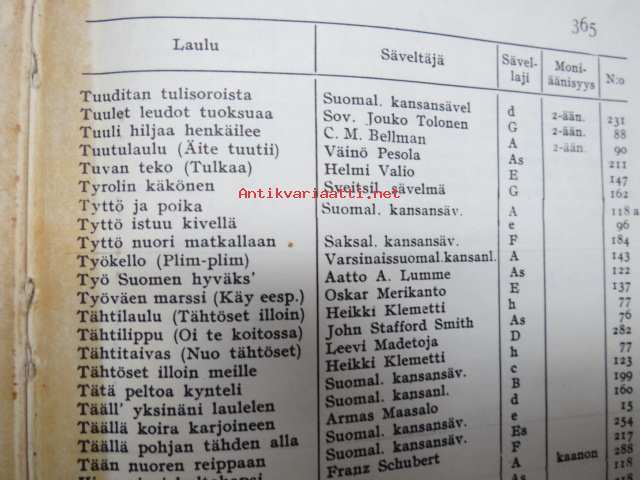 365
Laulu
Säveltäjä
Sävel-
laji
Moni-
äänisyys
N:o
Tuuditan tulisoroista
Tuulet leudot tuoksuaa
Tuuli hiljaa henkäilee
Tuutulaulu (Äite tuutii)
Tuvan teko (Tulkaa)
Tyrolin käkönen
Tyttö ja poika
Tyttö istuu kivellä
Tyttö nuori matkallaan
Työkello (Plim-plim)
Työ Suomen hyväks'
Työväen marssi (Käy eesp.)
Tähtilaulu (Tähtöset illoin)
Tähtilippu (Oi te koitossa)
Tähtitaivas (Nuo tähtöset)
Tähtöset illoin meille
Tätä peltoa kynteli
Tääll' yksinäni laulelen
Täällä koira karjoineen
Täällä pohjan tähden alla
Tään nuoren reippaan
Suomal. kansansävel
Sov. Jouko Tolonen
C. M. Bellman
Väinö Pesola
Helmi Valio
Sveitsil. sävelmä
Suomal. kansansäv.
Saksal. kansansäv.
Varsinaissuomal.kansanl.
Aatto A. Lumme
Oskar Merikanto
Heikki Klemetti
John Stafford Smith
Leevi Madetoja
Heikki Klemetti
Suomal. kansansäv.
Suomal. kansanl.
Armas Maasalo
Suomal. kansansäv.
Suomal. kansansäv.
Franz Schubert
d
G
A
As
E
G
A
e
F
A
As
E
h
As
D
h
c
B
d
e
Es
F
A
2-ään.
2-ään.
2-ään.
kaanon
231
88
90
211
147
162
118 a
96
184
143
122
137
76
282
77
123
199
160
15
254
217
288
118
Antikvariaatti.net